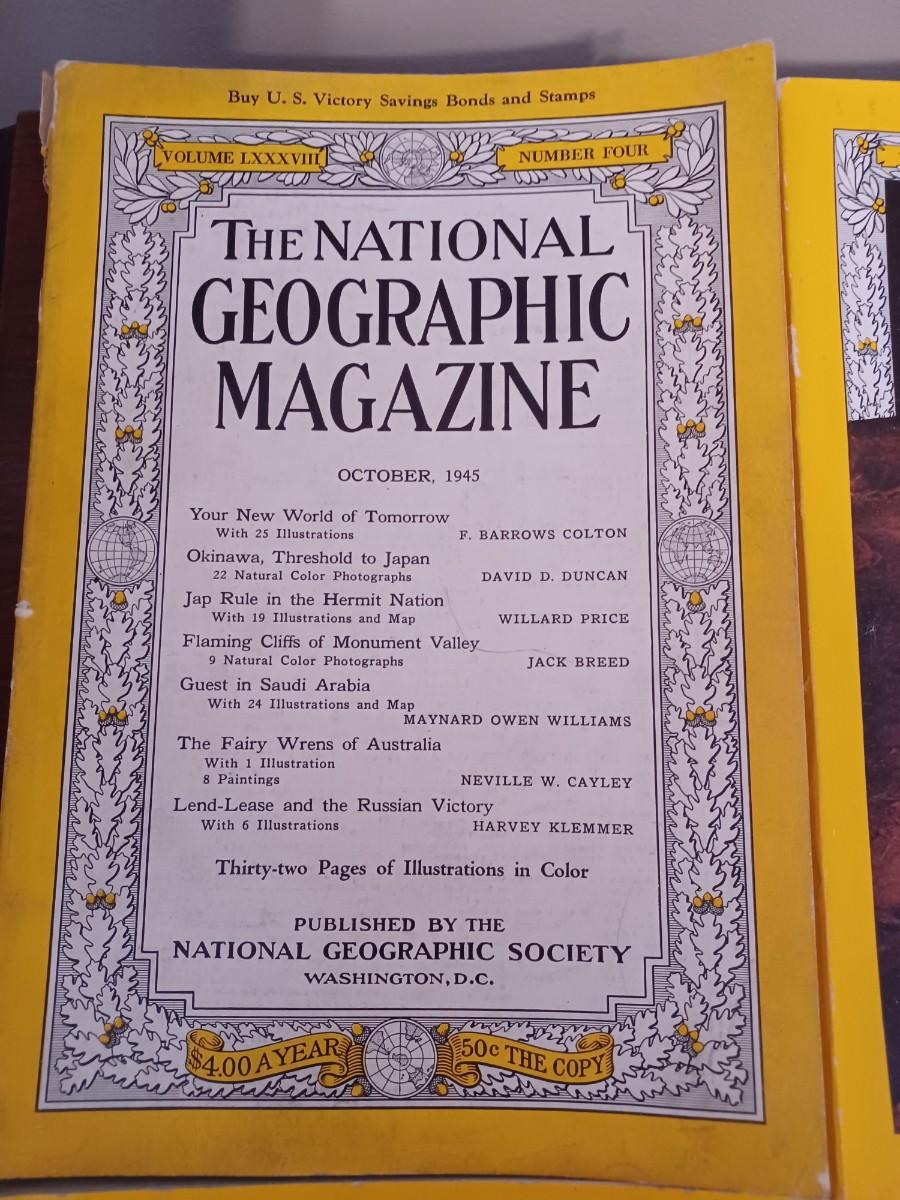 Buy U. S. Victory Savings Bonds and Stamps
VOLUME LXXXVIII NUMBER FOUR
THE NATIONAL
GEOGRAPHIC
MAGAZINE
OCTOBER, 1945
Your New World of Tomorrow
With 25 Illustrations F. BARROWS COLTON
Okinawa, Threshold to Japan
22 Natural Color Photographs DAVID D. DUNCAN
Jap Rule in the Hermit Nation
With 19 Illustrations and Map WILLARD PRICE
Flaming Cliffs of Monument Valley
9 Natural Color Photographs JACK BREED
Guest in Saudi Arabia
With 24 Illustrations and Map
MAYNARD OWEN WILLIAMS
The Fairy Wrens of Australia
With 1 Illustration
8 Paintings NEVILLE W. CAYLEY
Lend-Lease and the Russian Victory
With 6 Illustrations HARVEY KLEMMER
Thirty-two Pages of Illustrations in Color
PUBLISHED BY THE
NATIONAL GEOGRAPHIC SOCIETY
WASHINGTON, D.C.
$4.00 A YEAR 50c THE COPY